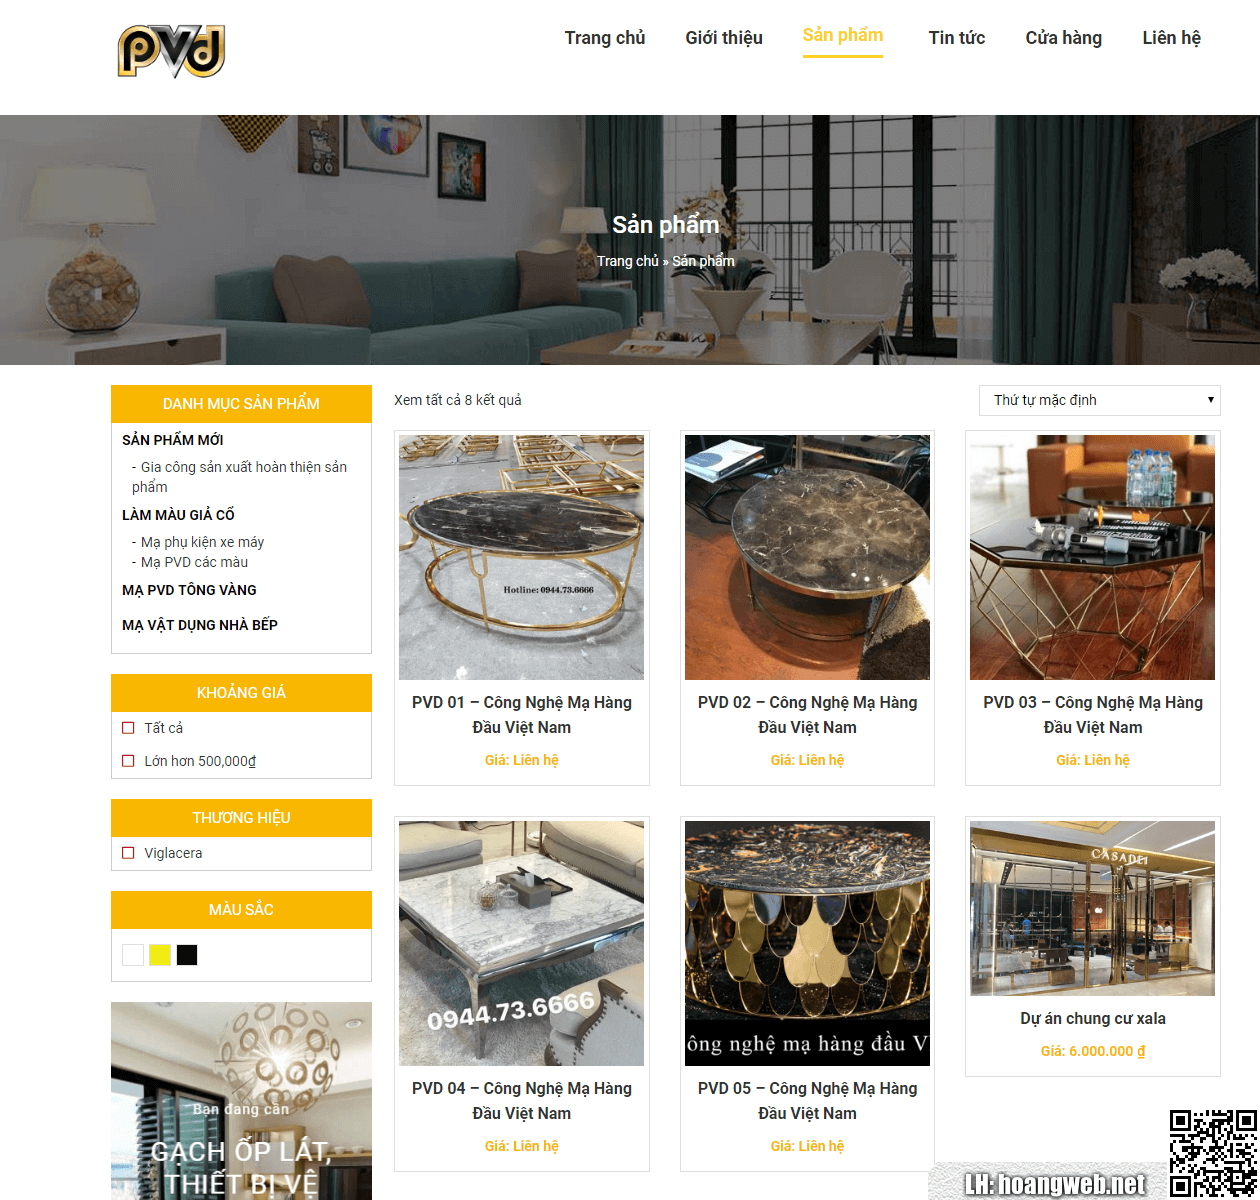 PVD
Trang chủ
Giới thiệu
Sản phẩm
Tin tức
Cửa hàng
Liên hệ
Sản phẩm
Trang chủ » Sản phẩm
DANH MỤC SẢN PHẨM
SẢN PHẨM MỚI
- Gia công sản xuất hoàn thiện sản
phẩm
LÀM MÀU GIẢ CỔ
- Mạ phụ kiện xe máy
- Mạ PVD các màu
MẠ PVD TÔNG VÀNG
MẠ VẬT DỤNG NHÀ BẾP
KHOẢNG GIÁ
Tất cả
Lớn hơn 500,000₫
THƯƠNG HIỆU
Viglacera
MÀU SẮC
Bạn đang cần
GẠCH ỐP LÁT,
THIẾT BỊ VỆ
Xem tất cả 8 kết quả
Thứ tự mặc định
Hotline: 0944.73.6666
PVD 01 – Công Nghệ Mạ Hàng
Đầu Việt Nam
Giá: Liên hệ
PVD 02 – Công Nghệ Mạ Hàng
Đầu Việt Nam
Giá: Liên hệ
PVD 03 – Công Nghệ Mạ Hàng
Đầu Việt Nam
Giá: Liên hệ
0944.73.6666
PVD 04 – Công Nghệ Mạ Hàng
Đầu Việt Nam
Giá: Liên hệ
ông nghệ mạ hàng đầu V
PVD 05 – Công Nghệ Mạ Hàng
Đầu Việt Nam
Giá: Liên hệ
CASADEI
Dự án chung cư xala
Giá: 6.000.000 ₫
LH: hoangweb.net